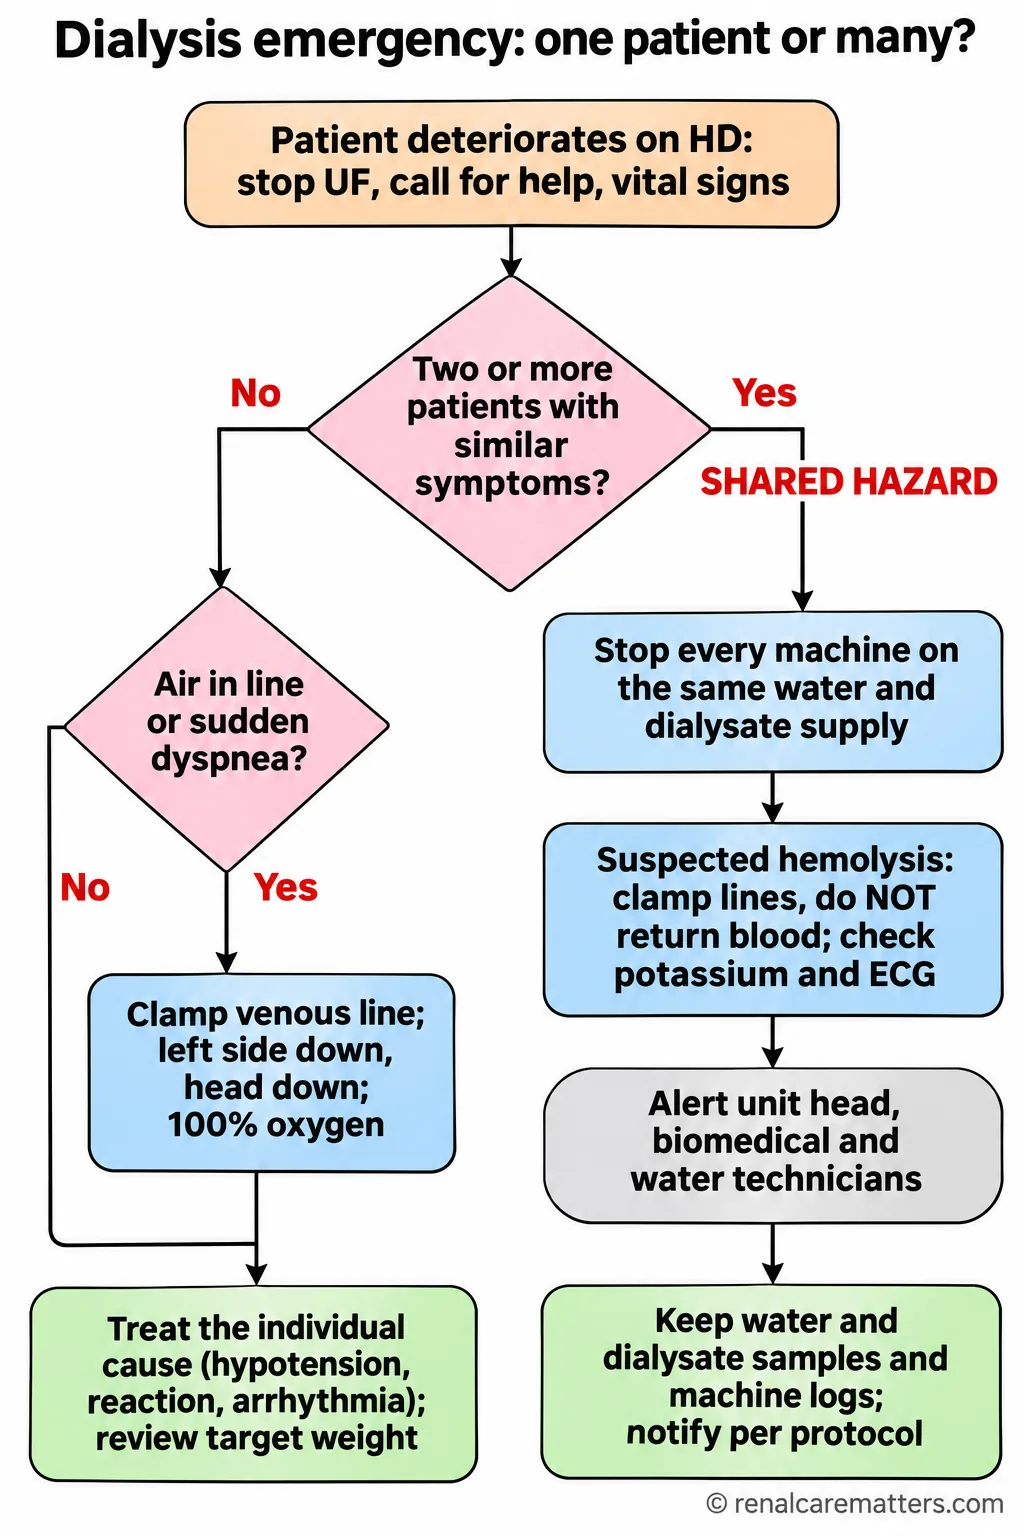 Dialysis emergency: one patient or many?
Patient deteriorates on HD:
stop UF, call for help, vital signs
Two or more
patients with
similar
symptoms?
No
Yes
SHARED HAZARD
Air in line
or sudden
dyspnea?
No
Yes
Clamp venous line;
left side down,
head down;
100% oxygen
Treat the individual
cause (hypotension,
reaction, arrhythmia);
review target weight
Stop every machine on
the same water and
dialysate supply
Suspected hemolysis:
clamp lines, do NOT
return blood; check
potassium and ECG
Alert unit head,
biomedical and
water technicians
Keep water and
dialysate samples and
machine logs;
notify per protocol
© renalcarematters.com